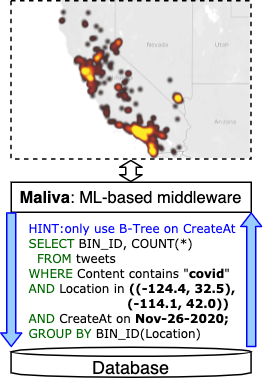 Nevada
Utah
California
Arizona
Maliva: ML-based middleware
HINT:only use B-Tree on CreateAt
SELECT BIN_ID, COUNT(*)
FROM tweets
WHERE Content contains "covid"
AND Location in ((-124.4, 32.5),
(-114.1, 42.0))
AND CreateAt on Nov-26-2020;
GROUP BY BIN_ID(Location)
Database